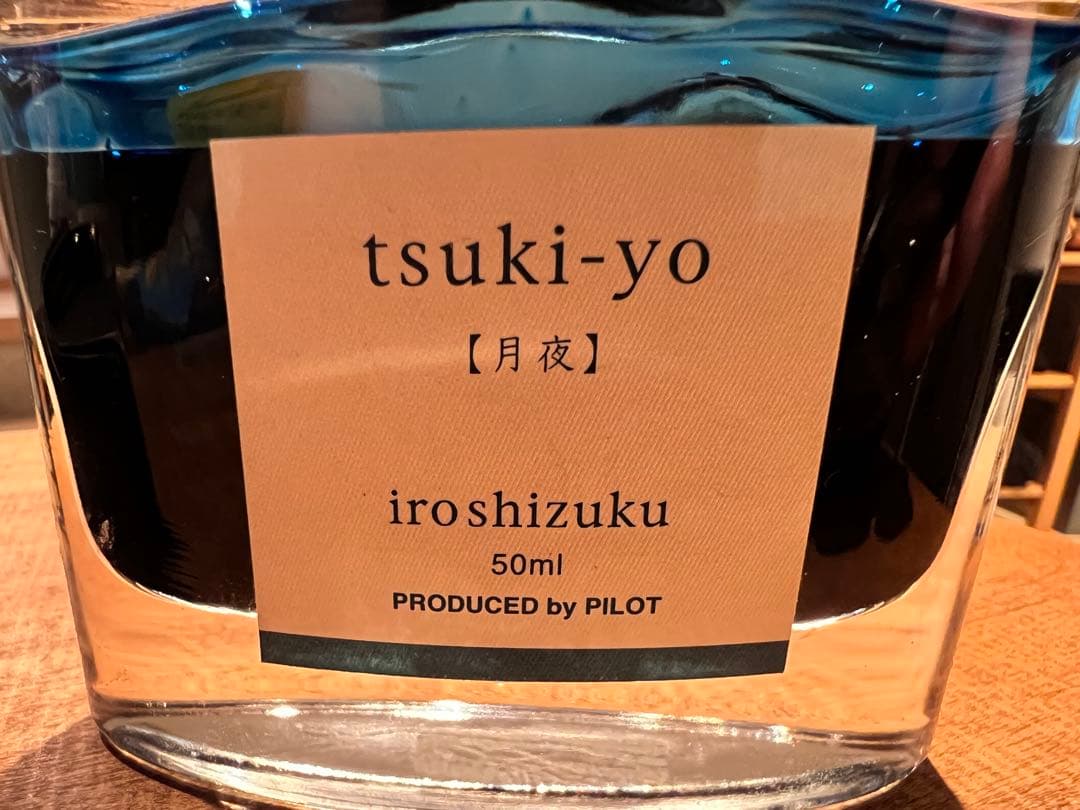 tsuki-yo
【月夜】
iroshizuku
50ml
PRODUCED by PILOT